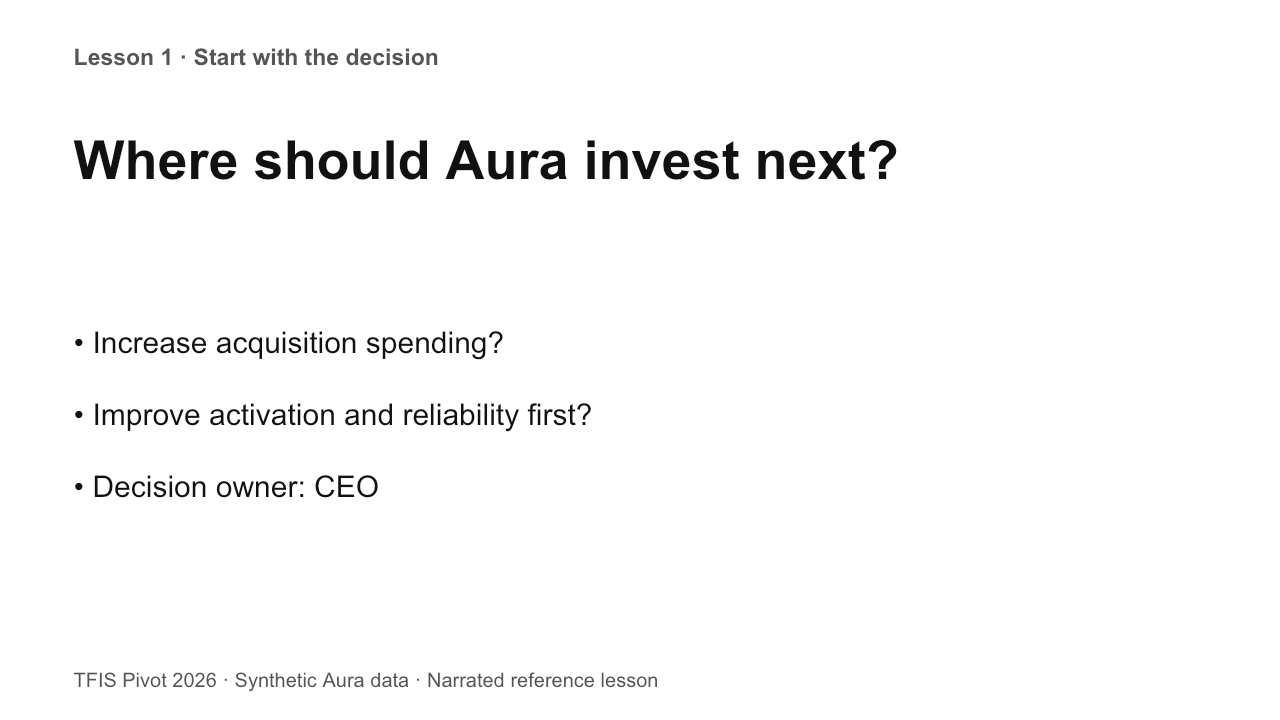 Lesson 1 · Start with the decision
Where should Aura invest next?
• Increase acquisition spending?
• Improve activation and reliability first?
• Decision owner: CEO
TFIS Pivot 2026 · Synthetic Aura data · Narrated reference lesson